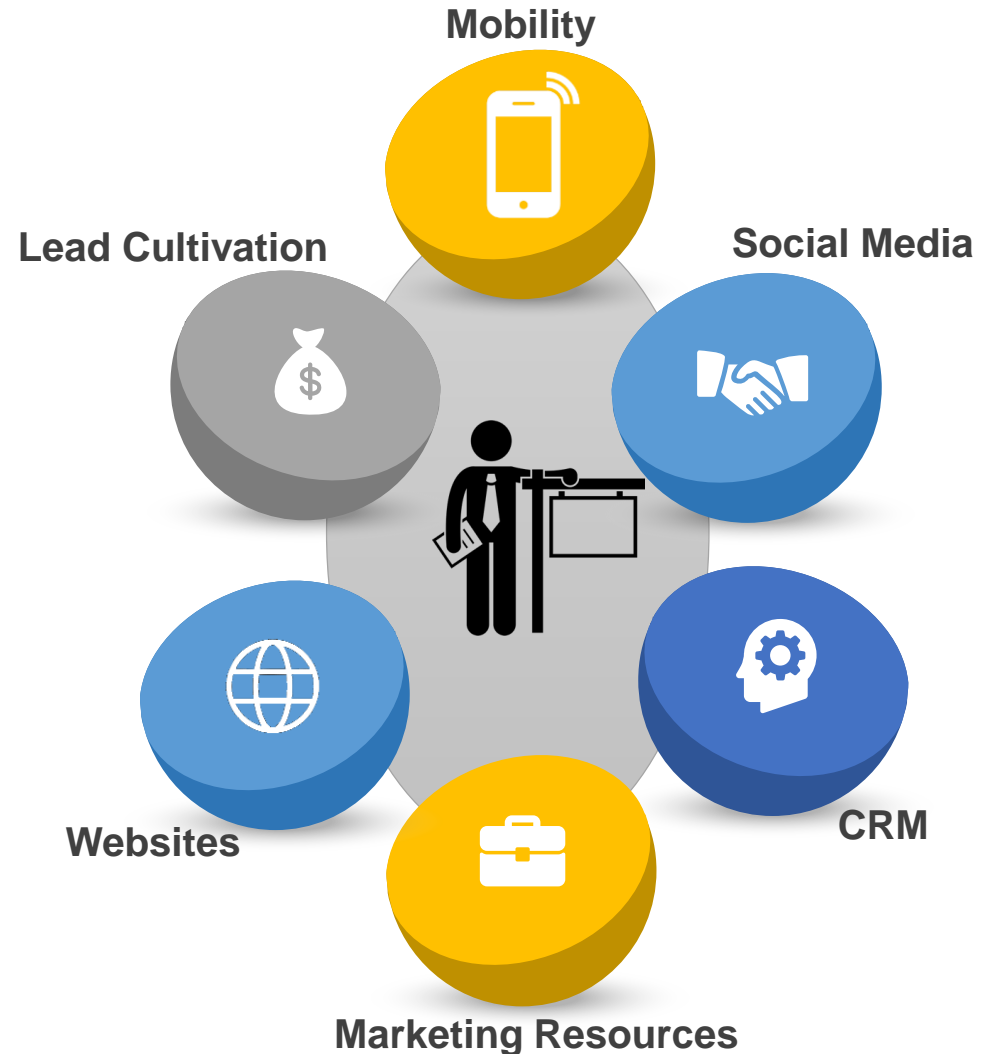 Mobility
Lead Cultivation
Social Media
$
Websites
CRM
Marketing Resources